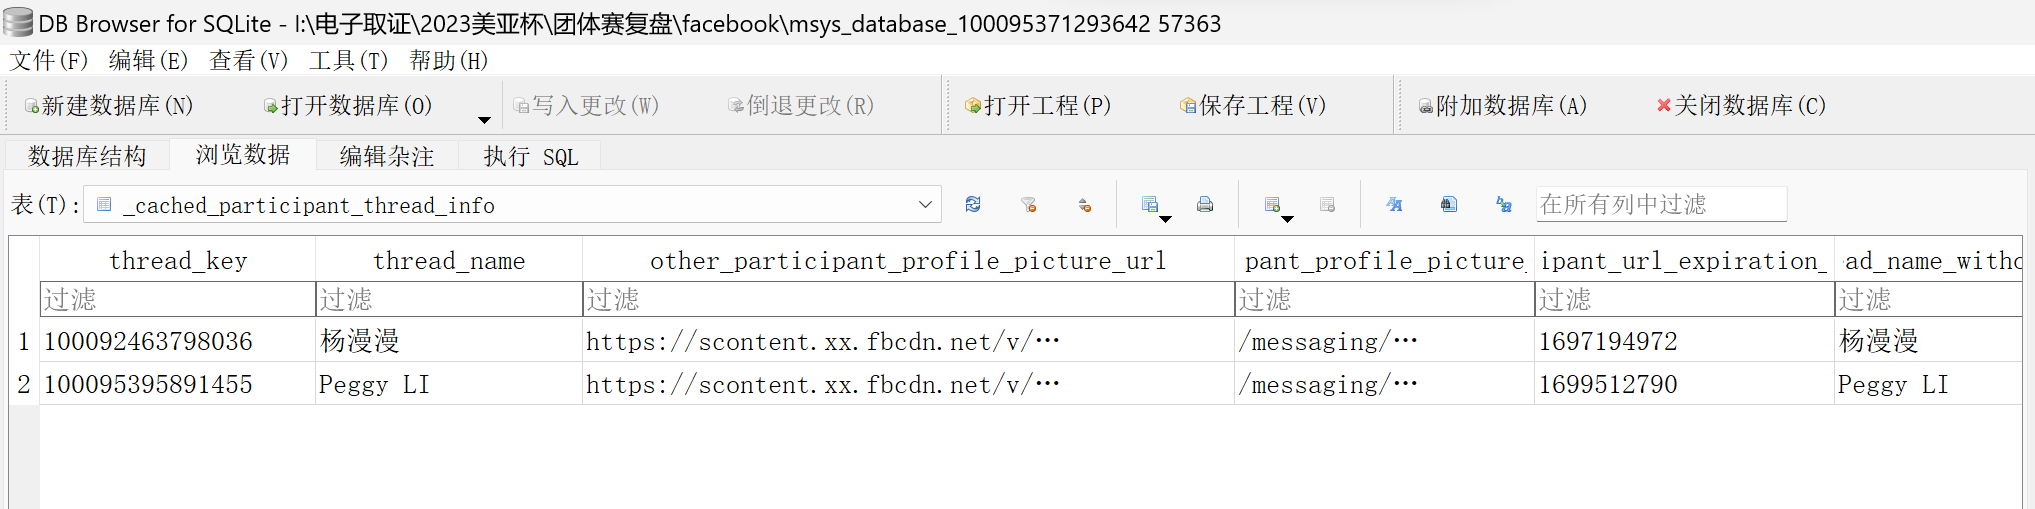 DB Browser for SQLite - I:\电子取证\2023美亚杯\团体赛复盘\facebook\msys_database_100095371293642 57363
文件(F) 编辑(E) 查看(V) 工具(T) 帮助(H)
新建数据库(N) 打开数据库(O) 写入更改(W) 倒退更改(R) 打开工程(P) 保存工程(V) 附加数据库(A) 关闭数据库(C)
数据库结构 浏览数据 编辑杂注 执行 SQL
表(T): _cached_participant_thread_info 在所有列中过滤
thread_key thread_name other_participant_profile_picture_url pant_profile_picture_ ipant_url_expiration_ ad_name_witho
过滤 过滤 过滤 过滤 过滤 过滤
1 100092463798036 杨漫漫 https://scontent.xx.fbcdn.net/v/⋯ /messaging/⋯ 1697194972 杨漫漫
2 100095395891455 Peggy LI https://scontent.xx.fbcdn.net/v/⋯ /messaging/⋯ 1699512790 Peggy LI